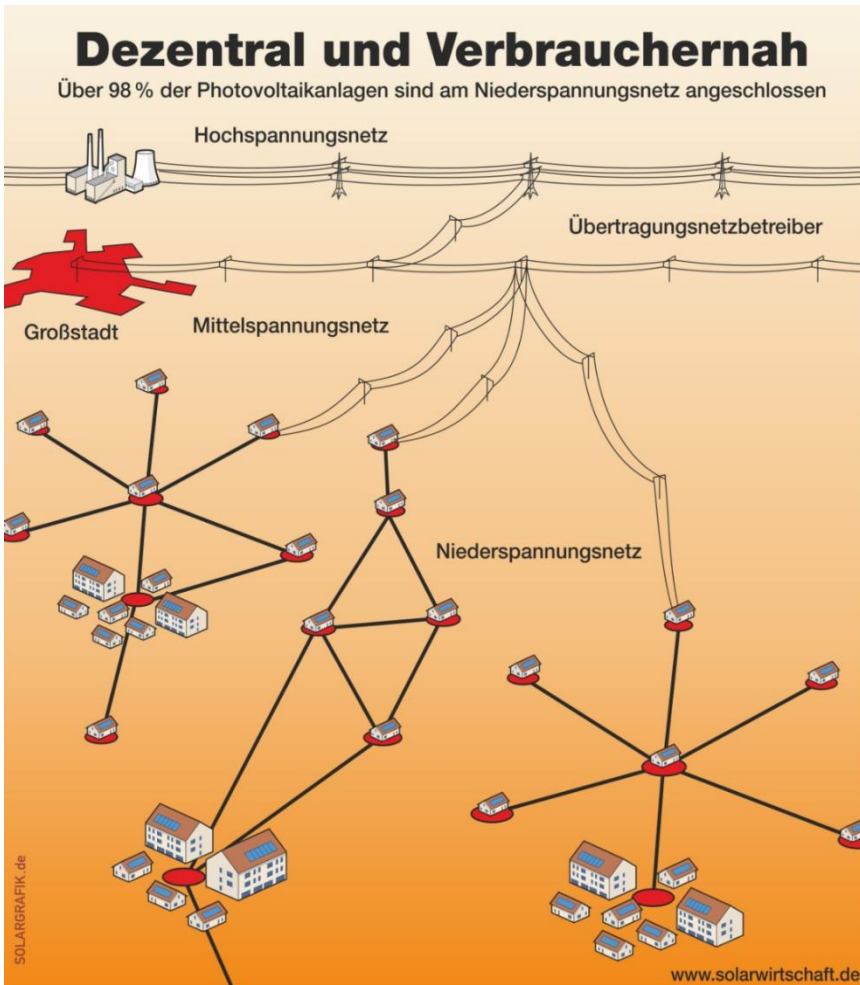 Dezentral und Verbrauchernah
Über 98 % der Photovoltaikanlagen sind am Niederspannungsnetz angeschlossen
Hochspannungsnetz
Übertragungsnetzbetreiber
Großstadt
Mittelspannungsnetz
Niederspannungsnetz
SOLARGRAFIK.de
www.solarwirtschaft.de